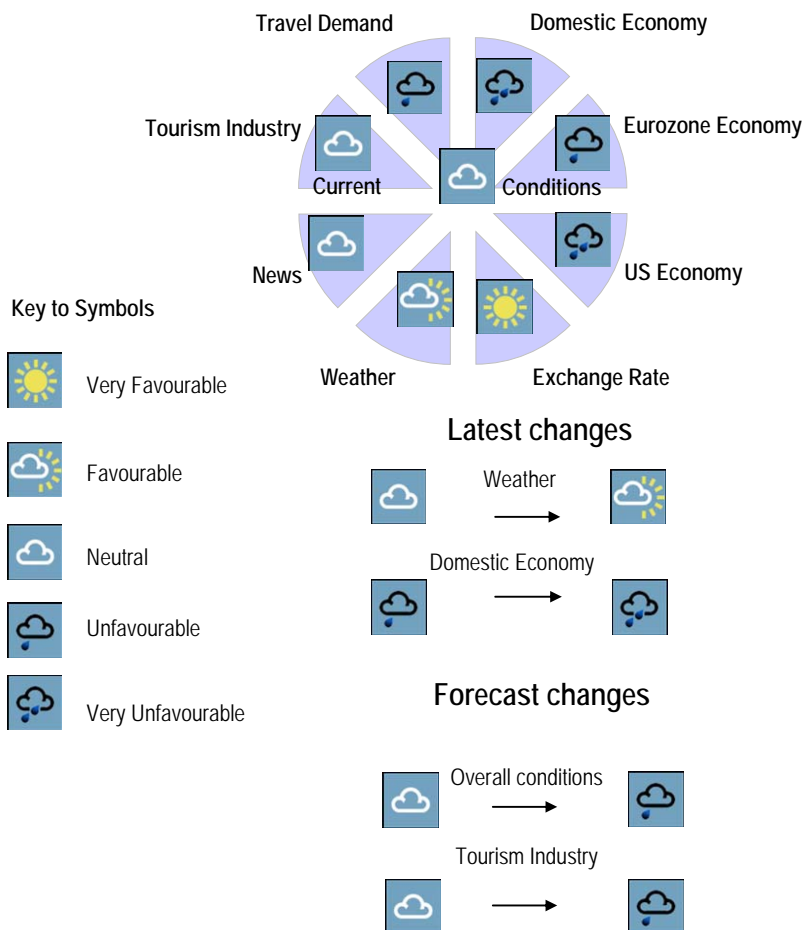 Travel Demand
Domestic Economy
Tourism Industry
Eurozone Economy
Current
Conditions
News
US Economy
Weather
Exchange Rate
Key to Symbols
Very Favourable
Favourable
Neutral
Unfavourable
Very Unfavourable
Latest changes
Weather
Domestic Economy
Forecast changes
Overall conditions
Tourism Industry